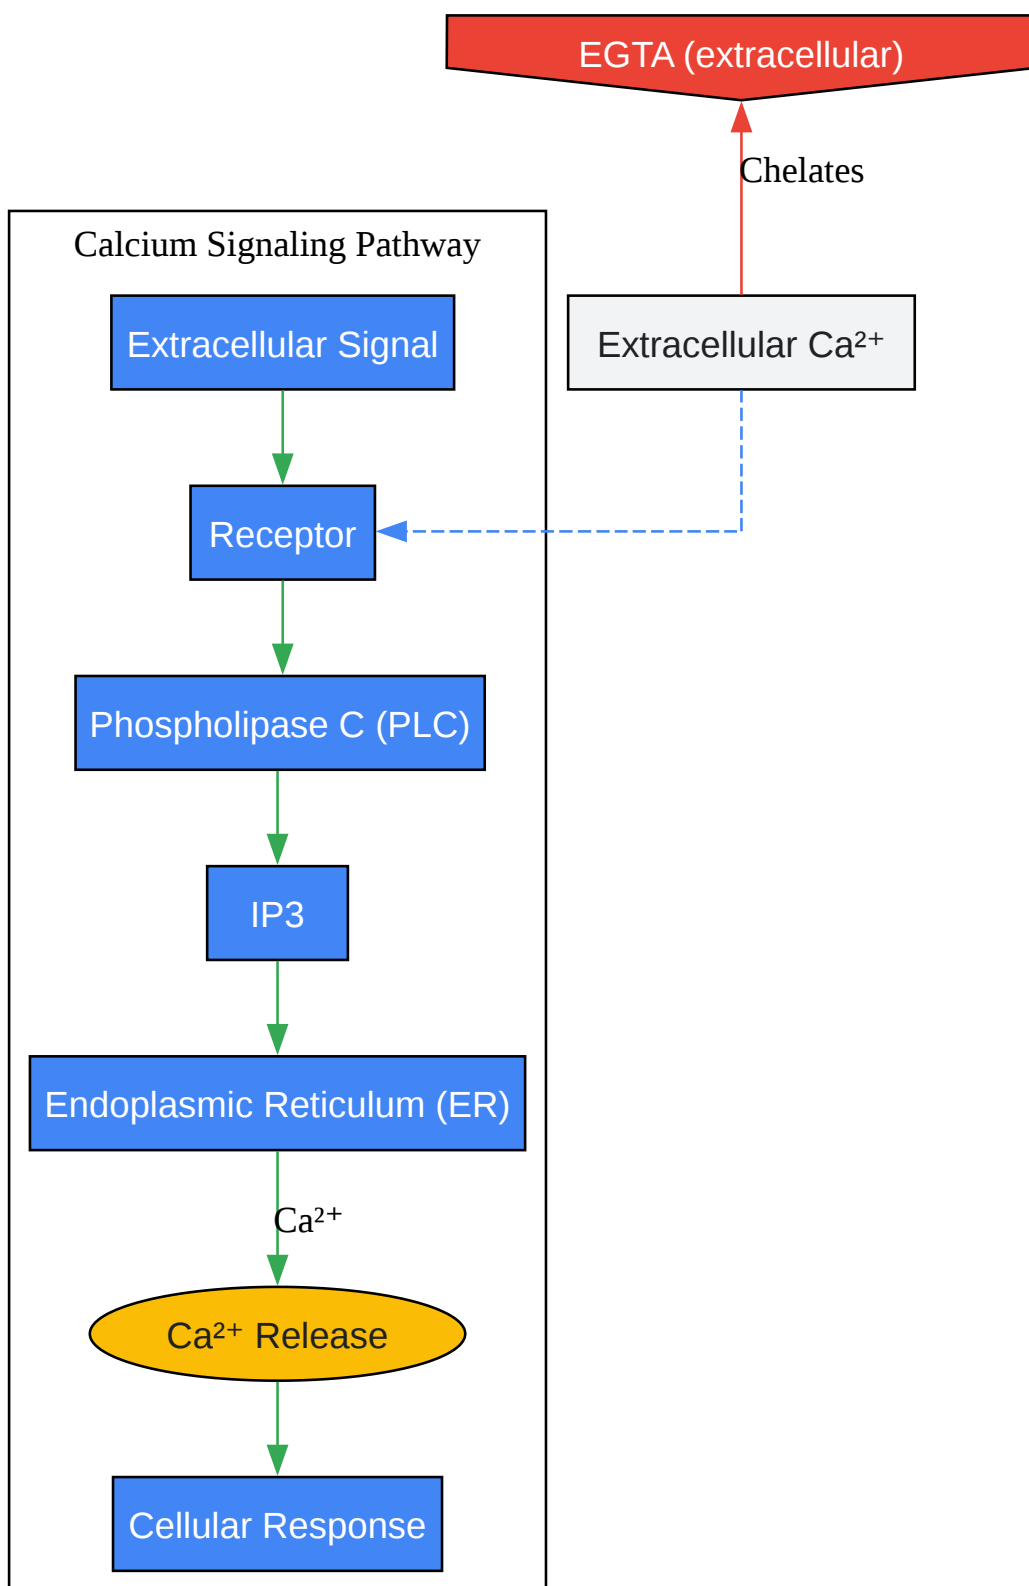 EGTA (extracellular)
Chelates
Calcium Signaling Pathway
Extracellular Signal
Extracellular Ca²⁺
Receptor
Phospholipase C (PLC)
IP3
Endoplasmic Reticulum (ER)
Ca²⁺
Ca²⁺ Release
Cellular Response